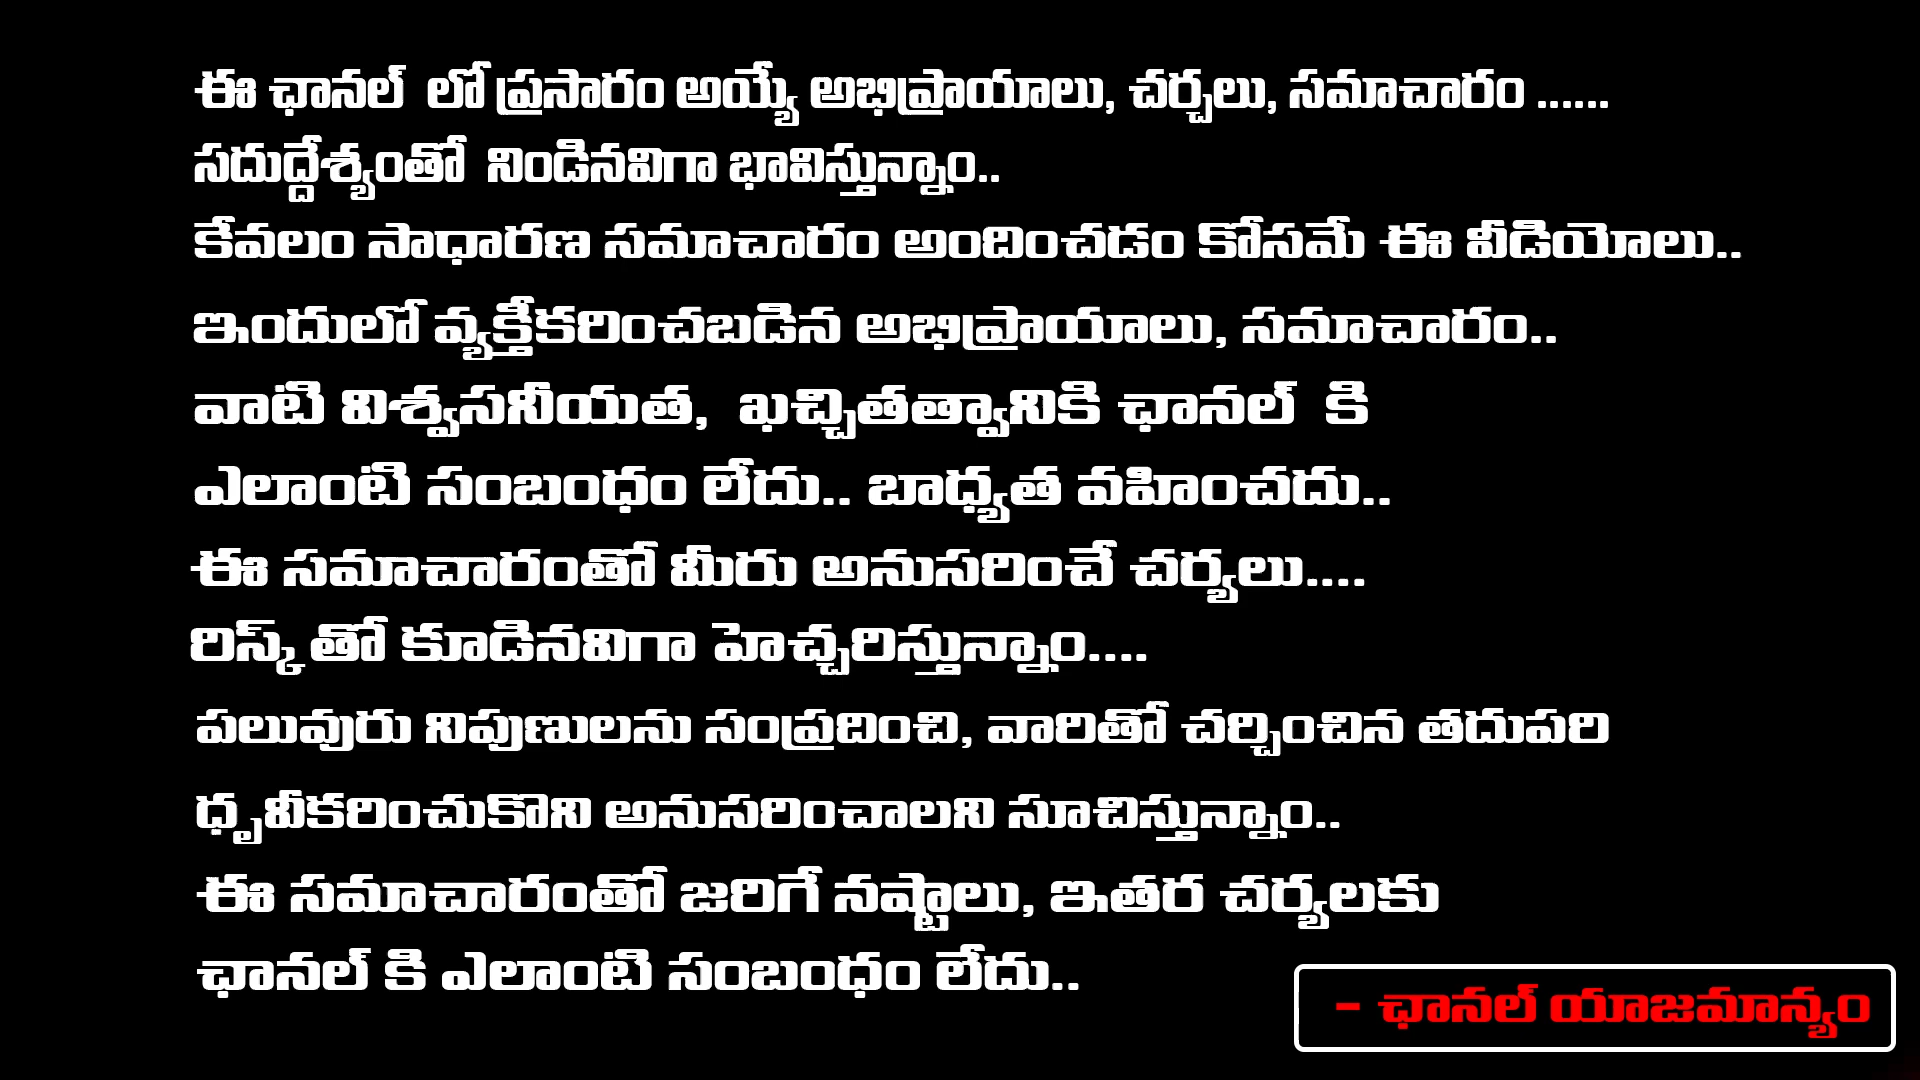 ఈ ఛానల్ లో ప్రసారం అయ్యే అభిప్రాయాలు, చర్చలు, సమాచారం ......
సదుద్దేశ్యంతో నిండినవిగా భావిస్తున్నాం..
కేవలం సాధారణ సమాచారం అందించడం కోసమే ఈ వీడియోలు..
ఇందులో వ్యక్తీకరించబడిన అభిప్రాయాలు, సమాచారం..
వాటి విశ్వసనీయత, ఖచ్చితత్వానికి ఛానల్ కి
ఎలాంటి సంబంధం లేదు.. బాధ్యత వహించదు..
ఈ సమాచారంతో మీరు అనుసరించే చర్యలు....
రిస్క్ తో కూడినవిగా హెచ్చరిస్తున్నాం....
పలువురు నిపుణులను సంప్రదించి, వారితో చర్చించిన తదుపరి
ధృవీకరించుకొని అనుసరించాలని సూచిస్తున్నాం..
ఈ సమాచారంతో జరిగే నష్టాలు, ఇతర చర్యలకు
ఛానల్ కి ఎలాంటి సంబంధం లేదు..
- ఛానల్ యాజమాన్యం